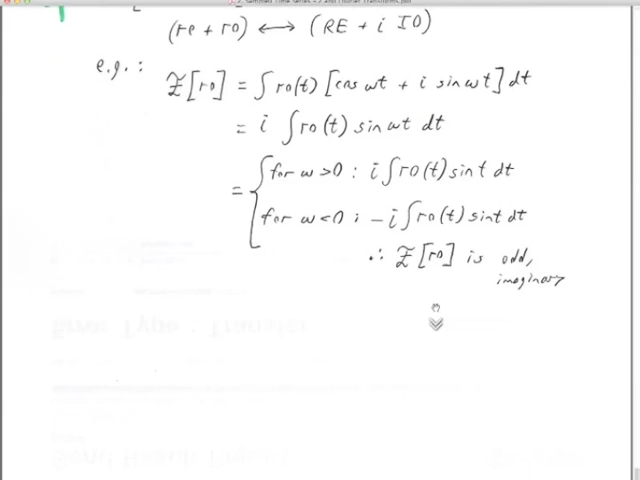 (re + ro) ⟷ (RE + i IO)
e.g.: Ƶ[ro] = ∫ro(t) [cos ωt + i sin ωt] dt
= i ∫ro(t) sin ωt dt
= { for ω>0 : i ∫ro(t) sin t dt
for ω<0 : - i ∫ro(t) sin t dt
∴ Ƶ[ro] is odd,
imaginary